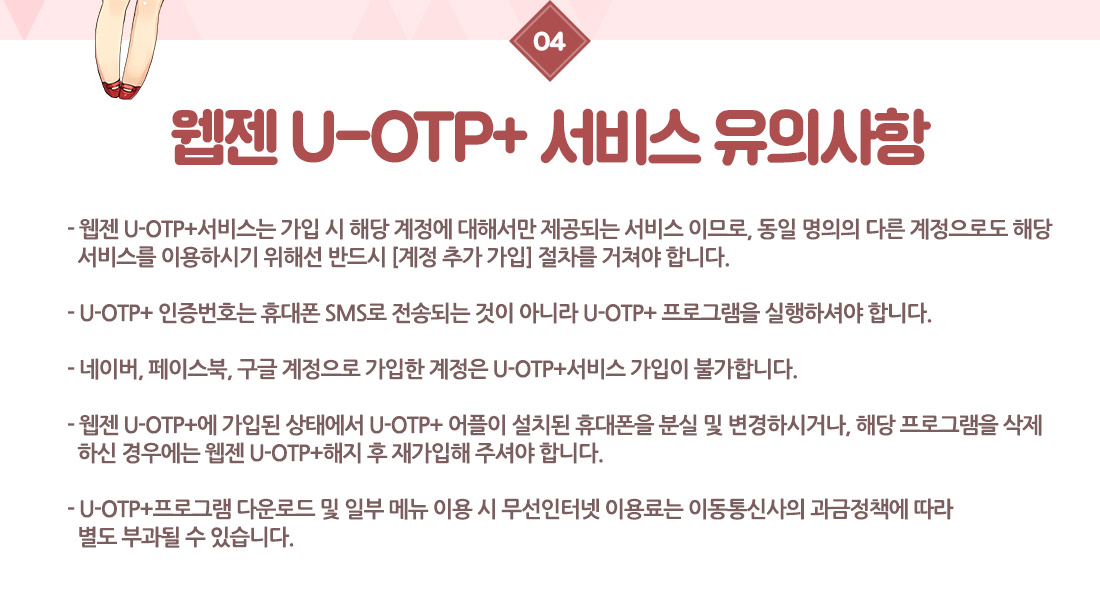 04
웹젠 U-OTP+ 서비스 유의사항
- 웹젠 U-OTP+서비스는 가입 시 해당 계정에 대해서만 제공되는 서비스 이므로, 동일 명의의 다른 계정으로도 해당
서비스를 이용하시기 위해선 반드시 [계정 추가 가입] 절차를 거쳐야 합니다.
- U-OTP+ 인증번호는 휴대폰 SMS로 전송되는 것이 아니라 U-OTP+ 프로그램을 실행하셔야 합니다.
- 네이버, 페이스북, 구글 계정으로 가입한 계정은 U-OTP+서비스 가입이 불가합니다.
- 웹젠 U-OTP+에 가입된 상태에서 U-OTP+ 어플이 설치된 휴대폰을 분실 및 변경하시거나, 해당 프로그램을 삭제
하신 경우에는 웹젠 U-OTP+해지 후 재가입해 주셔야 합니다.
- U-OTP+프로그램 다운로드 및 일부 메뉴 이용 시 무선인터넷 이용료는 이동통신사의 과금정책에 따라
별도 부과될 수 있습니다.